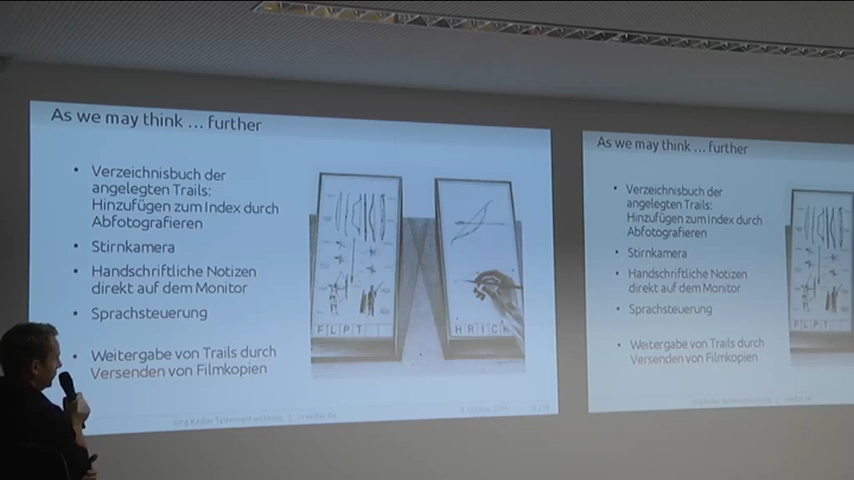 As we may think ... further
• Verzeichnisbuch der
angelegten Trails:
Hinzufügen zum Index durch
Abfotografieren
• Stirnkamera
• Handschriftliche Notizen
direkt auf dem Monitor
• Sprachsteuerung
• Weitergabe von Trails durch
Versenden von Filmkopien
FLPT
HRICK
As we may think ... further
• Verzeichnisbuch der
angelegten Trails:
Hinzufügen zum Index durch
Abfotografieren
• Stirnkamera
• Handschriftliche Notizen
direkt auf dem Monitor
• Sprachsteuerung
• Weitergabe von Trails durch
Versenden von Filmkopien
FLPT